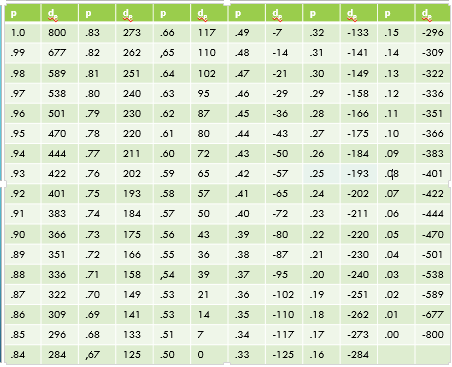 p dₚ p dₚ p dₚ p dₚ p dₚ p dₚ
1.0 800 .83 273 .66 117 .49 -7 .32 -133 .15 -296
.99 677 .82 262 ,65 110 .48 -14 .31 -141 .14 -309
.98 589 .81 251 .64 102 .47 -21 .30 -149 .13 -322
.97 538 .80 240 .63 95 .46 -29 .29 -158 .12 -336
.96 501 .79 230 .62 87 .45 -36 .28 -166 .11 -351
.95 470 .78 220 .61 80 .44 -43 .27 -175 .10 -366
.94 444 .77 211 .60 72 .43 -50 .26 -184 .09 -383
.93 422 .76 202 .59 65 .42 -57 .25 -193 .08 -401
.92 401 .75 193 .58 57 .41 -65 .24 -202 .07 -422
.91 383 .74 184 .57 50 .40 -72 .23 -211 .06 -444
.90 366 .73 175 .56 43 .39 -80 .22 -220 .05 -470
.89 351 .72 166 .55 36 .38 -87 .21 -230 .04 -501
.88 336 .71 158 ,54 39 .37 -95 .20 -240 .03 -538
.87 322 .70 149 .53 21 .36 -102 .19 -251 .02 -589
.86 309 .69 141 .53 14 .35 -110 .18 -262 .01 -677
.85 296 .68 133 .51 7 .34 -117 .17 -273 .00 -800
.84 284 ,67 125 .50 0 .33 -125 .16 -284